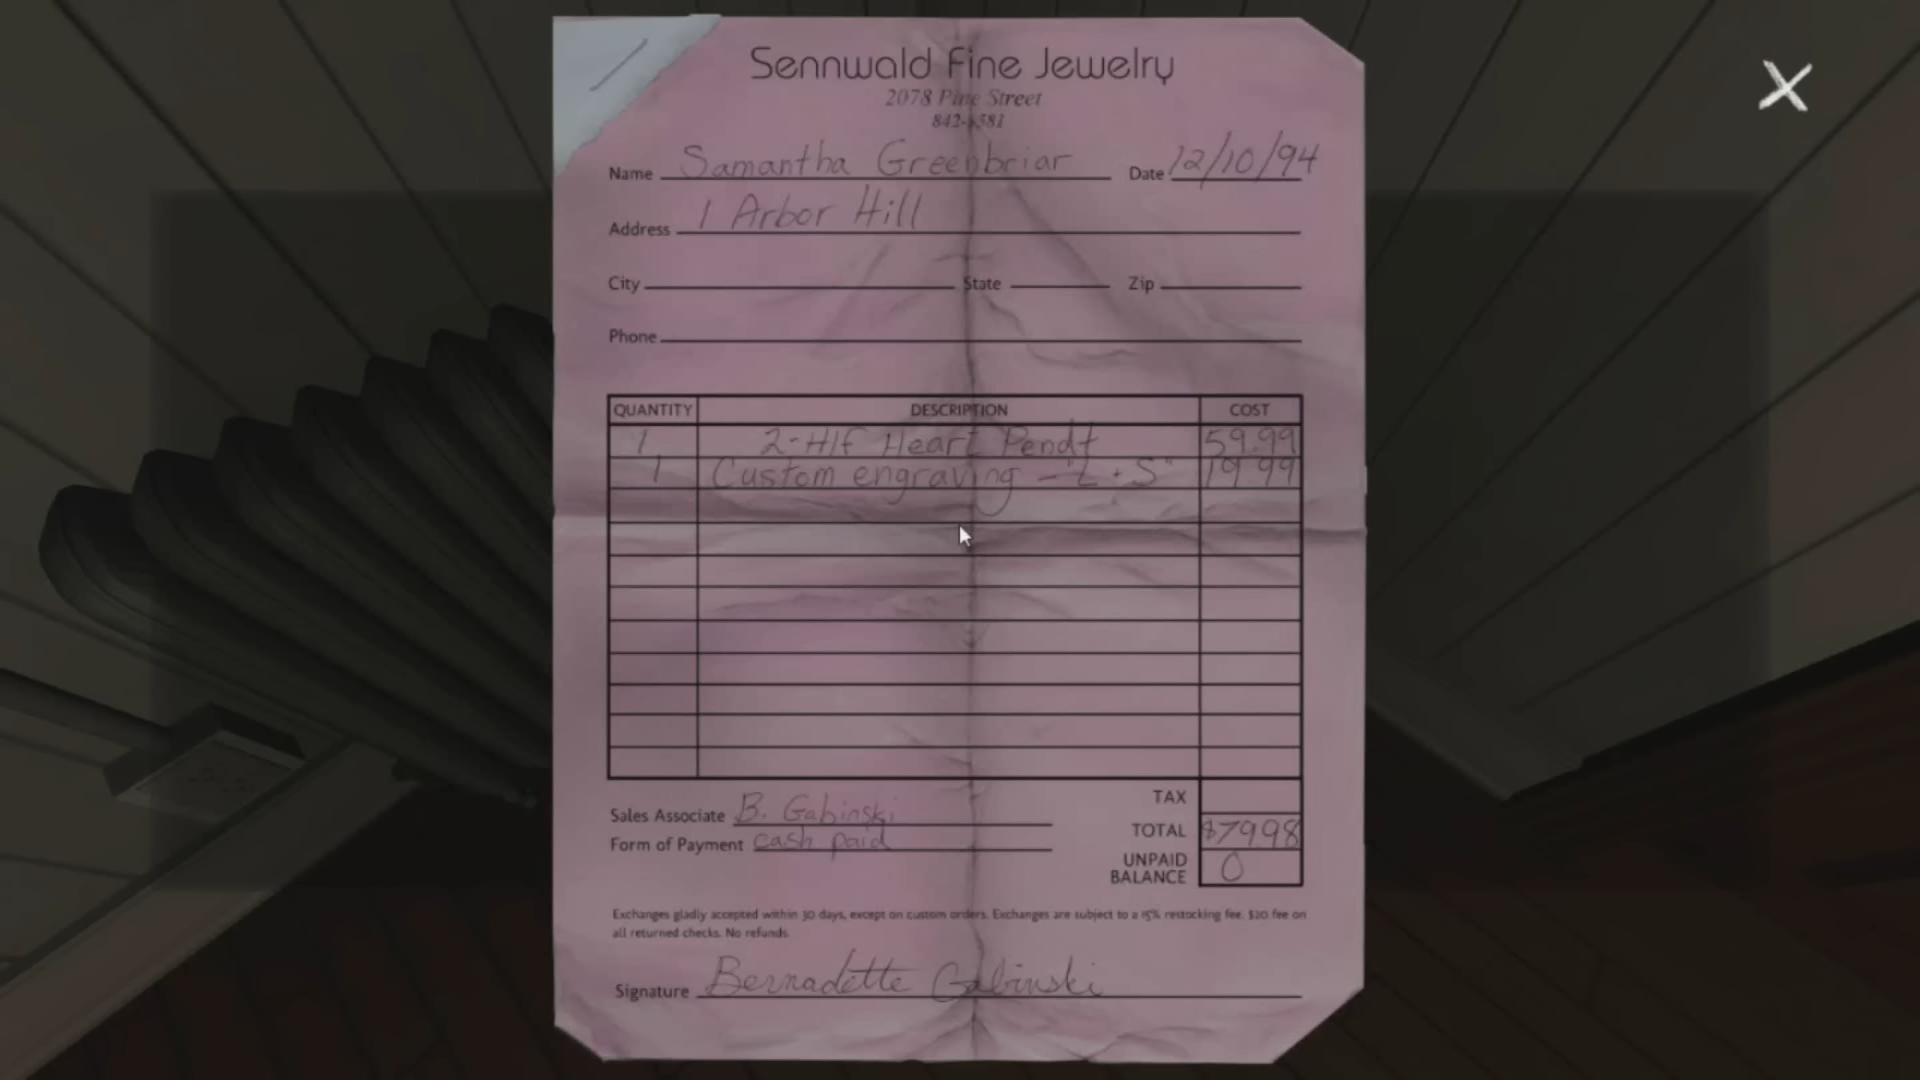 Sennwald Fine Jewelry
2078 Pine Street
842-
Name Samantha Greenbriar Date 12/10/94
Address 1 Arbor Hill
City State Zip
Phone
QUANTITY DESCRIPTION COST
1 2-Hlf Heart Pendt 59.99
1 Custom engraving - "L + S" 19.99
TAX
Sales Associate B. Gabinski
TOTAL $79.98
Form of Payment cash paid
UNPAID
BALANCE 0
Exchanges gladly accepted within 30 days, except on custom orders. Exchanges are subject to a 15% restocking fee. $20 fee on
all returned checks. No refunds.
Signature Bernadette Gabinski